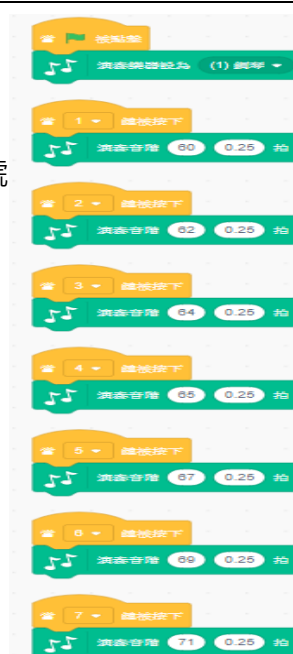 當 被點擊
演奏樂器設為 (1) 鋼琴
當 1 鍵被按下
演奏音階 60 0.25 拍
號
當 2 鍵被按下
演奏音階 62 0.25 拍
當 3 鍵被按下
演奏音階 64 0.25 拍
當 4 鍵被按下
演奏音階 65 0.25 拍
當 5 鍵被按下
演奏音階 67 0.25 拍
當 6 鍵被按下
演奏音階 69 0.25 拍
當 7 鍵被按下
演奏音階 71 0.25 拍